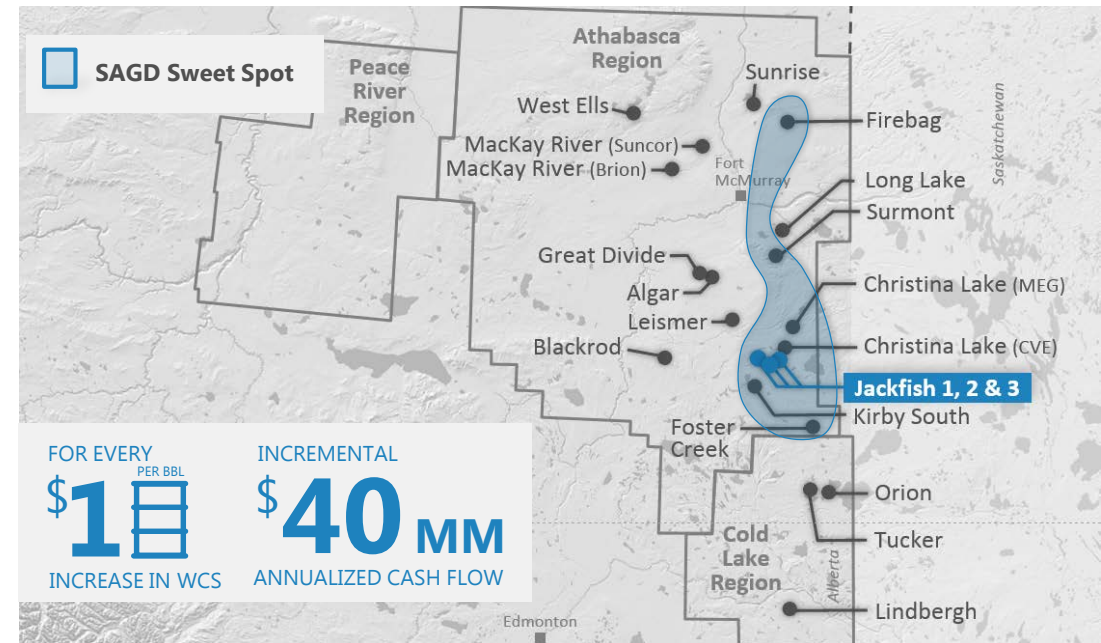 SAGD Sweet Spot
Peace
River
Region
Athabasca
Region
Sunrise
West Ells
Firebag
MacKay River (Suncor)
MacKay River (Brion)
Fort
McMurray
Saskatchewan
Long Lake
Surmont
Great Divide
Algar
Christina Lake (MEG)
Leismer
Blackrod
Christina Lake (CVE)
Jackfish 1, 2 & 3
Kirby South
Foster
Creek
Orion
Tucker
Cold
Lake
Region
Alberta
Lindbergh
Edmonton
FOR EVERY
PER BBL
$1
INCREASE IN WCS
INCREMENTAL
$40 MM
ANNUALIZED CASH FLOW